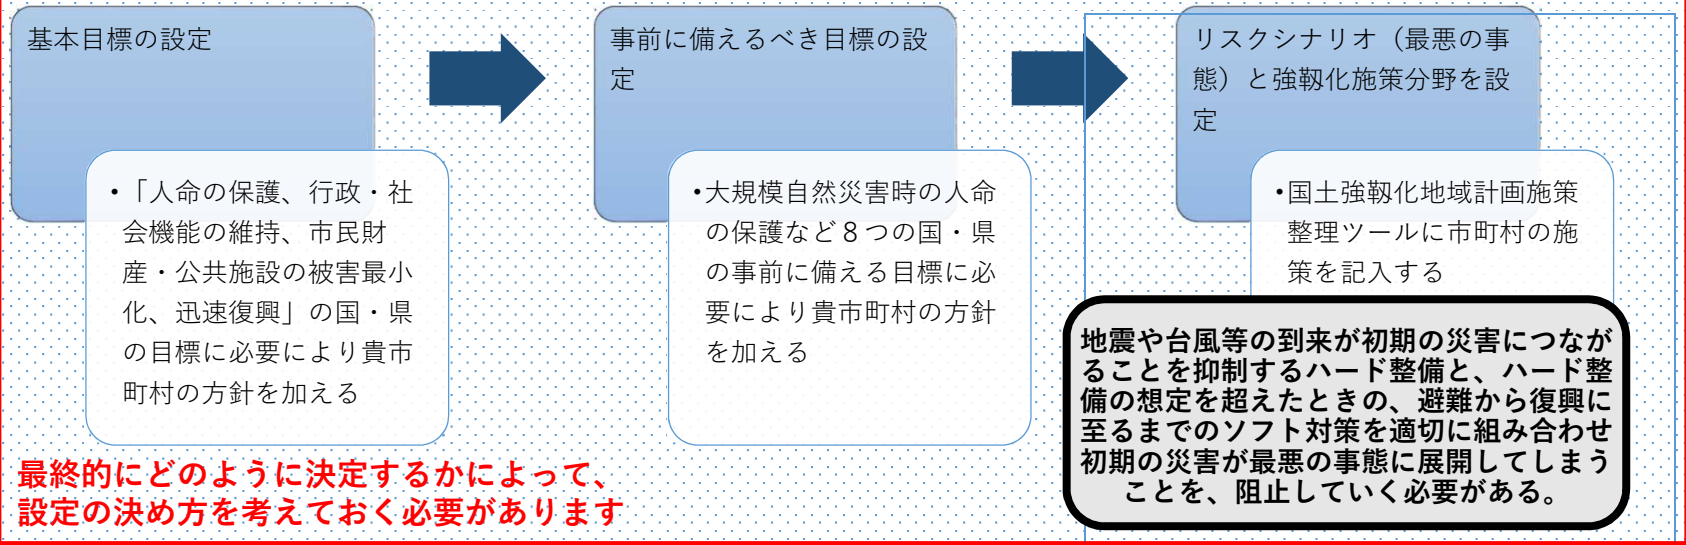 基本目標の設定
・「人命の保護、行政・社
会機能の維持、市民財
産・公共施設の被害最小
化、迅速復興」の国・県
の目標に必要により貴市
町村の方針を加える
事前に備えるべき目標の設
定
・大規模自然災害時の人命
の保護など８つの国・県
の事前に備える目標に必
要により貴市町村の方針
を加える
リスクシナリオ（最悪の事
態）と強靱化施策分野を設
定
・国土強靱化地域計画施策
整理ツールに市町村の施
策を記入する
地震や台風等の到来が初期の災害につなが
ることを抑制するハード整備と、ハード整
備の想定を超えたときの、避難から復興に
至るまでのソフト対策を適切に組み合わせ
初期の災害が最悪の事態に展開してしまう
ことを、阻止していく必要がある。
最終的にどのように決定するかによって、
設定の決め方を考えておく必要があります